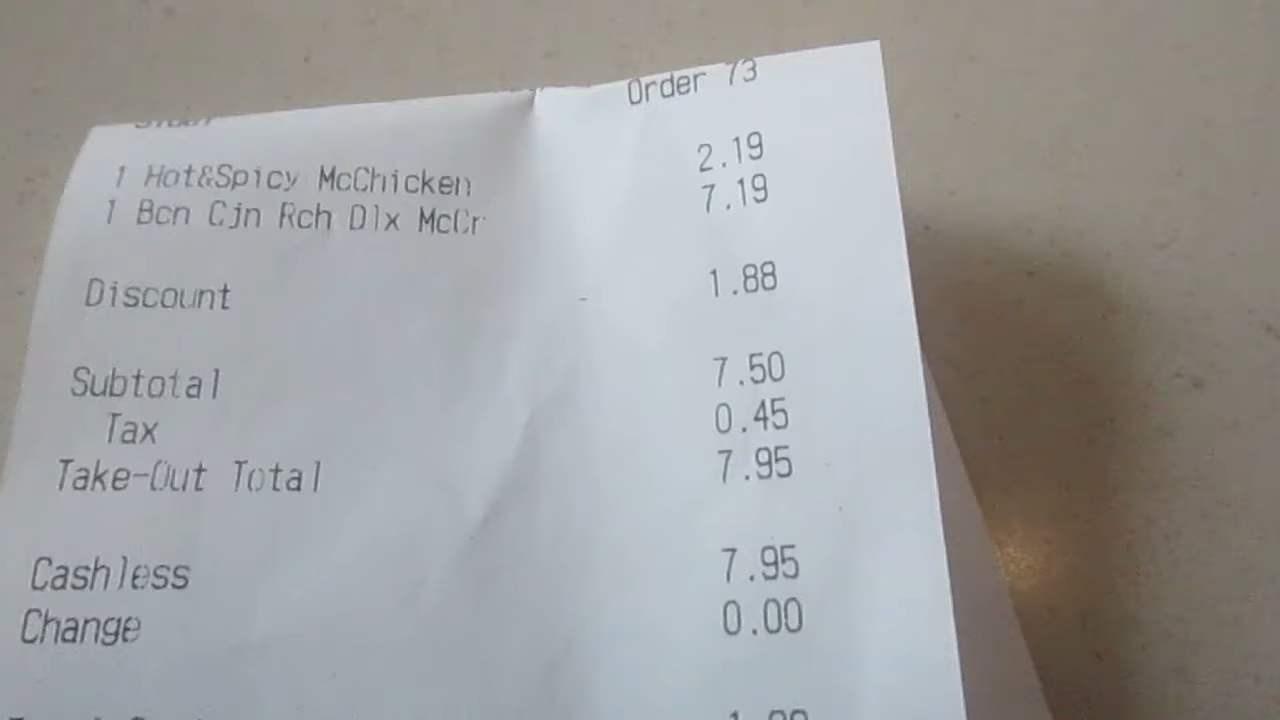 Order 73
1 Hot&Spicy McChicken 2.19
1 Bcn Cjn Rch Dlx McCr 7.19
Discount 1.88
Subtotal 7.50
Tax 0.45
Take-Out Total 7.95
Cashless 7.95
Change 0.00